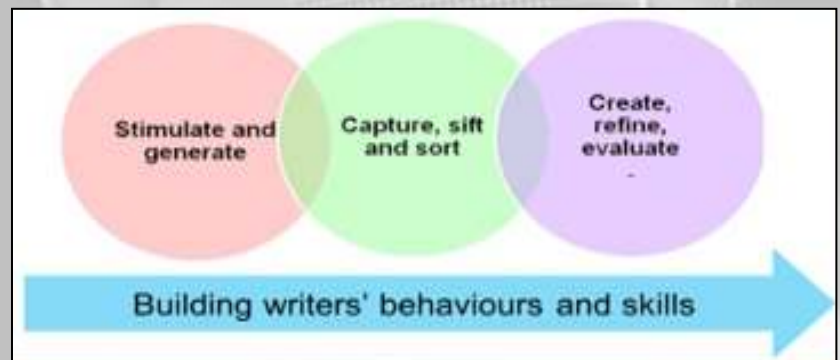 Stimulate and
generate
Capture, sift
and sort
Create,
refine,
evaluate
Building writers' behaviours and skills